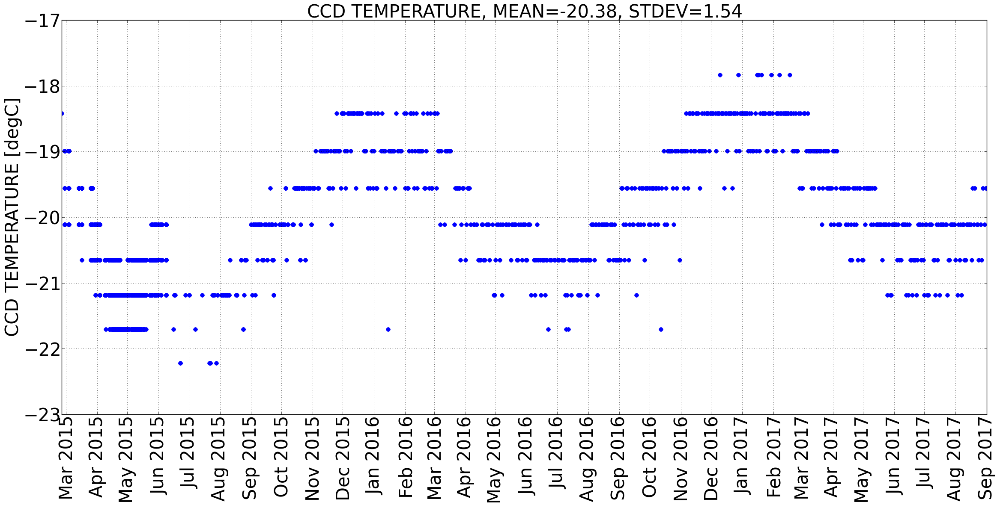 CCD TEMPERATURE, MEAN=-20.38, STDEV=1.54
CCD TEMPERATURE [degC]
−17
−18
−19
−20
−21
−22
−23
Mar 2015
Apr 2015
May 2015
Jun 2015
Jul 2015
Aug 2015
Sep 2015
Oct 2015
Nov 2015
Dec 2015
Jan 2016
Feb 2016
Mar 2016
Apr 2016
May 2016
Jun 2016
Jul 2016
Aug 2016
Sep 2016
Oct 2016
Nov 2016
Dec 2016
Jan 2017
Feb 2017
Mar 2017
Apr 2017
May 2017
Jun 2017
Jul 2017
Aug 2017
Sep 2017